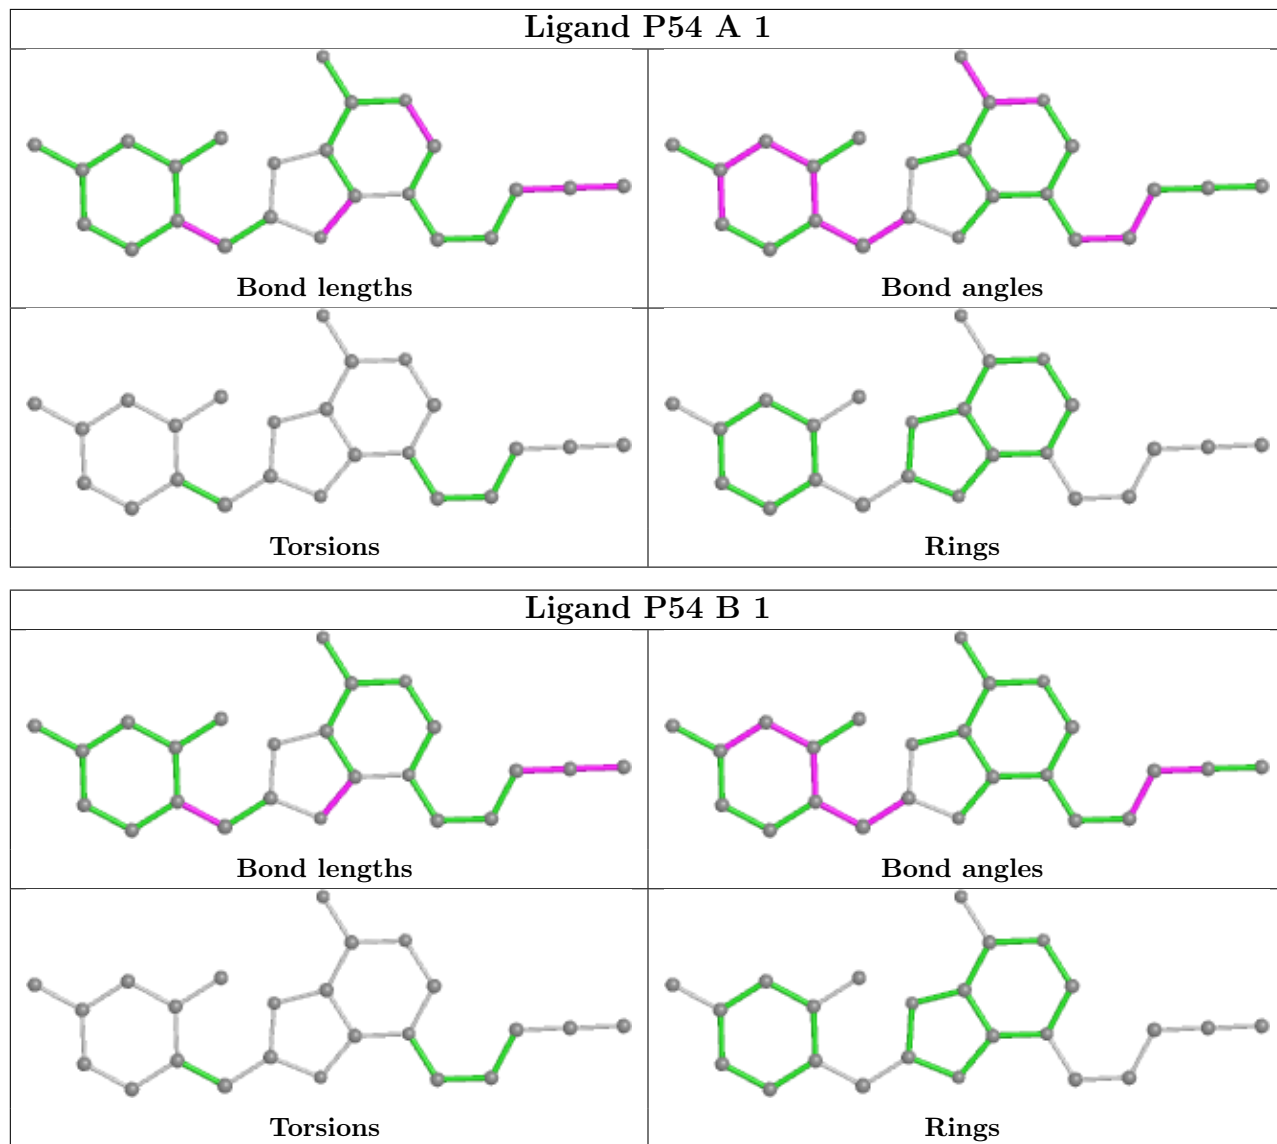 Ligand P54 A 1
Bond lengths
Bond angles
Torsions
Rings
Ligand P54 B 1
Bond lengths
Bond angles
Torsions
Rings